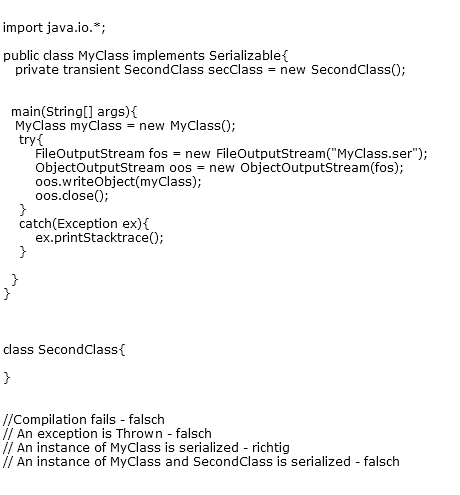 import java.io.*;
public class MyClass implements Serializable{
private transient SecondClass secClass = new SecondClass();
main(String[] args){
MyClass myClass = new MyClass();
try{
FileOutputStream fos = new FileOutputStream("MyClass.ser");
ObjectOutputStream oos = new ObjectOutputStream(fos);
oos.writeObject(myClass);
oos.close();
}
catch(Exception ex){
ex.printStacktrace();
}
}
}
class SecondClass{
}
//Compilation fails - falsch
// An exception is Thrown - falsch
// An instance of MyClass is serialized - richtig
// An instance of MyClass and SecondClass is serialized - falsch